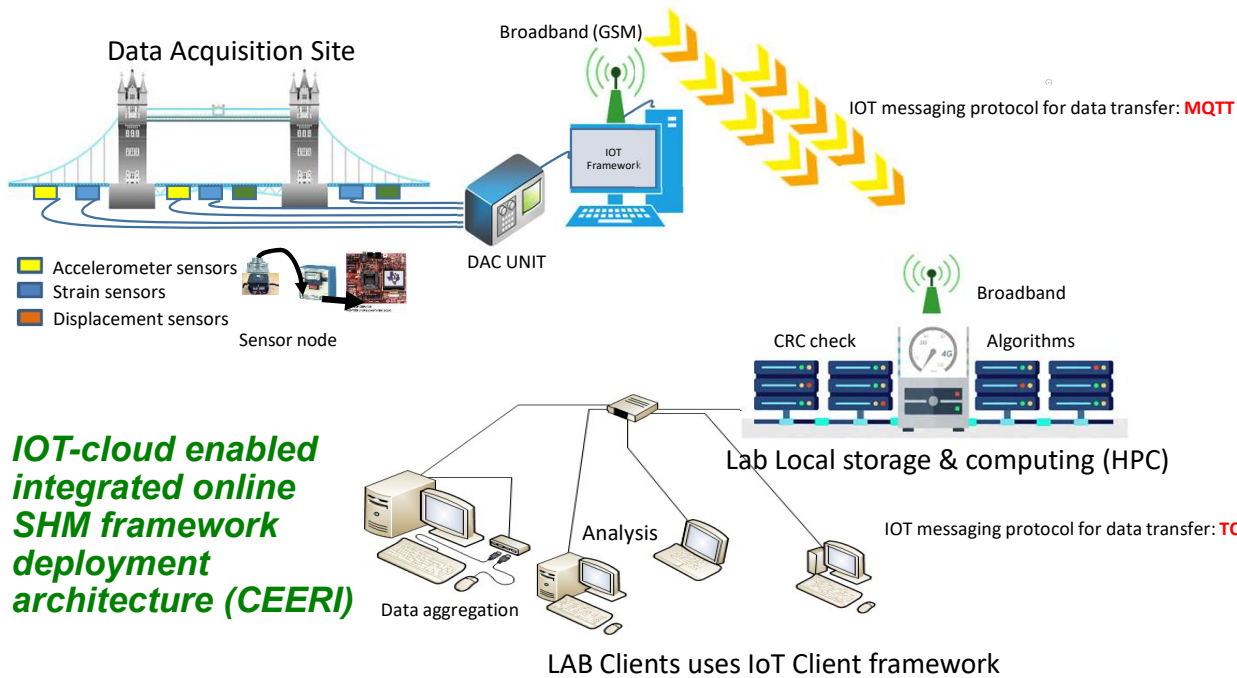 Data Acquisition Site
Broadband (GSM)
IOT messaging protocol for data transfer: MQTT
IOT
Framework
DAC UNIT
Accelerometer sensors
Strain sensors
Displacement sensors
Sensor node
Broadband
CRC check
Algorithms
4G
Lab Local storage & computing (HPC)
IOT-cloud enabled
integrated online
SHM framework
deployment
architecture (CEERI)
Analysis
Data aggregation
IOT messaging protocol for data transfer:
LAB Clients uses IoT Client framework